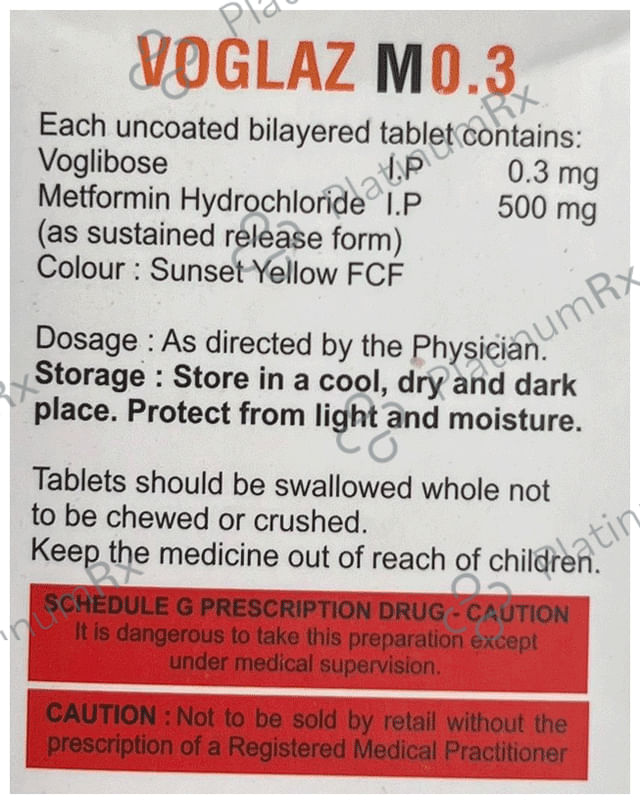 VOGLAZ M0.3
Each uncoated bilayered tablet contains:
Voglibose I.P 0.3 mg
Metformin Hydrochloride I.P 500 mg
(as sustained release form)
Colour : Sunset Yellow FCF
Dosage : As directed by the Physician.
Storage : Store in a cool, dry and dark
place. Protect from light and moisture.
Tablets should be swallowed whole not
to be chewed or crushed.
Keep the medicine out of reach of children.
SCHEDULE G PRESCRIPTION DRUG - CAUTION
It is dangerous to take this preparation except
under medical supervision.
CAUTION : Not to be sold by retail without the
prescription of a Registered Medical Practitioner
PlatinumRx
PlatinumRx